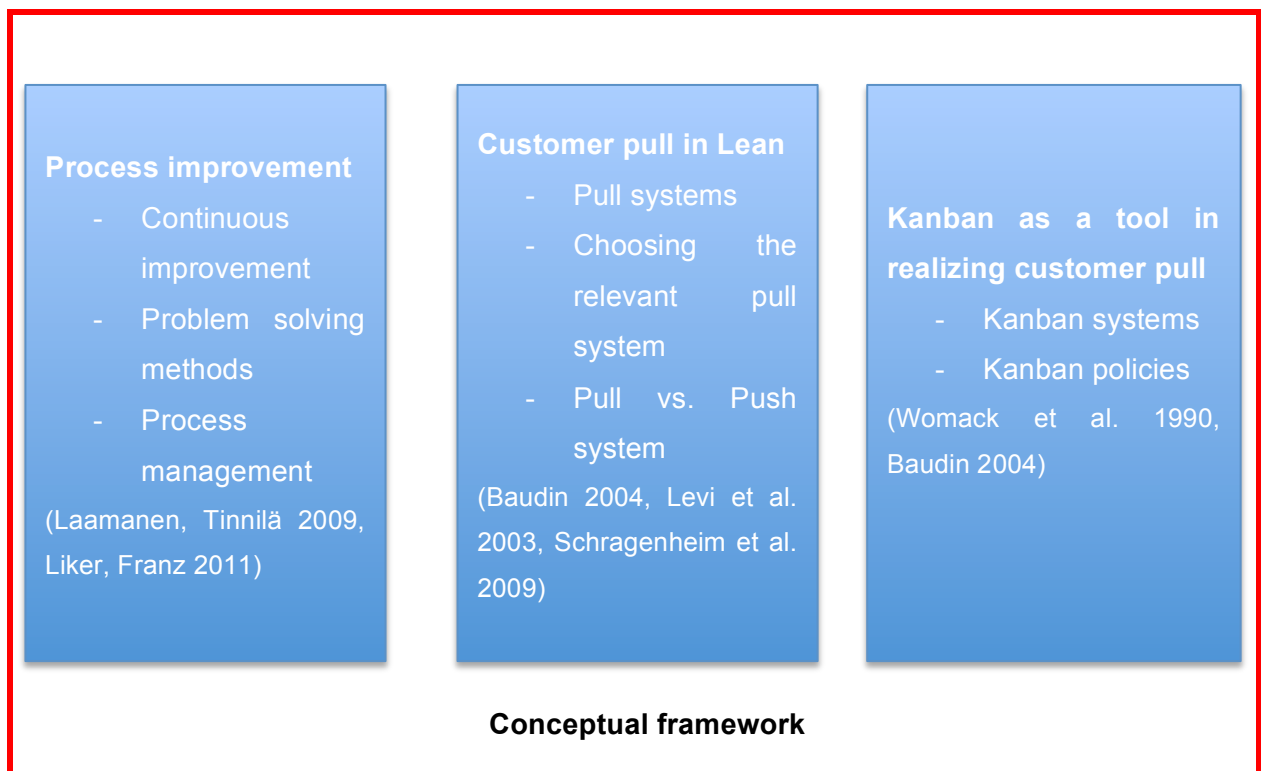 Process improvement
- Continuous
improvement
- Problem solving
methods
- Process
management
(Laamanen, Tinnilä 2009,
Liker, Franz 2011)
Customer pull in Lean
- Pull systems
- Choosing the
relevant pull
system
- Pull vs. Push
system
(Baudin 2004, Levi et al.
2003, Schragenheim et al.
2009)
Kanban as a tool in
realizing customer pull
- Kanban systems
- Kanban policies
(Womack et al. 1990,
Baudin 2004)
Conceptual framework